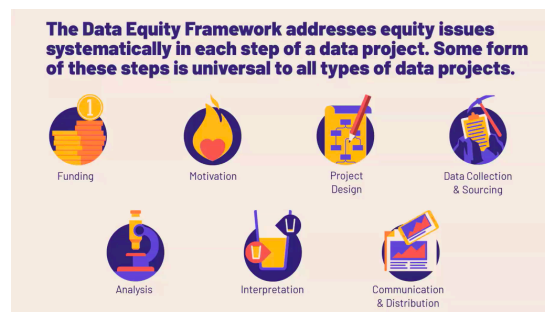 The Data Equity Framework addresses equity issues
systematically in each step of a data project. Some form
of these steps is universal to all types of data projects.
1
Funding
Motivation
Project
Design
Data Collection
& Sourcing
Analysis
Interpretation
Communication
& Distribution